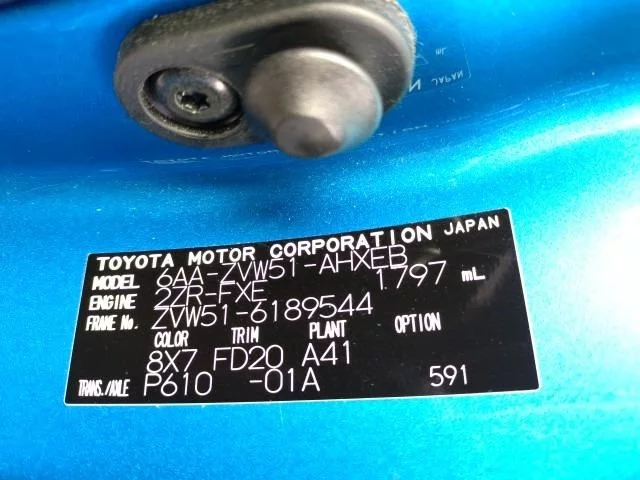 TOYOTA MOTOR CORPORATION JAPAN
MODEL 6AA-ZVW51-AHXEB
ENGINE 2ZR-FXE 1.797 mL
FRAME No. ZVW51-6189544
COLOR TRIM PLANT OPTION
8X7 FD20 A41
TRANS./AXLE P610 -01A 591